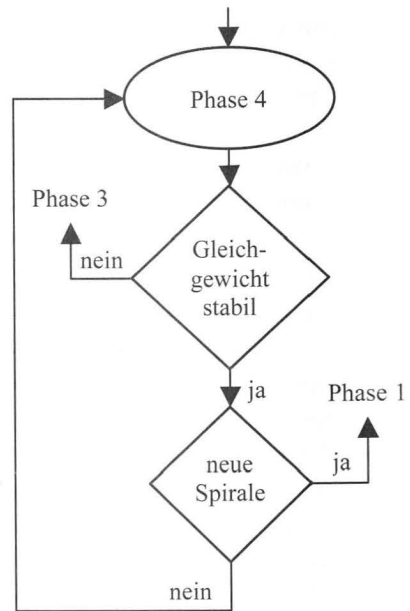 Phase 4
Phase 3
nein
Gleich-
gewicht
stabil
ja
Phase 1
neue
Spirale
ja
nein